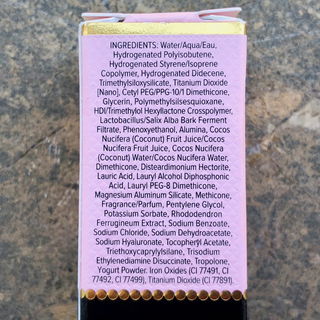 INGREDIENTS: Water/Aqua/Eau,
Hydrogenated Polyisobutene,
Hydrogenated Styrene/Isoprene
Copolymer, Hydrogenated Didecene,
Trimethylsiloxysilicate, Titanium Dioxide
[Nano], Cetyl PEG/PPG-10/1 Dimethicone,
Glycerin, Polymethylsilsesquioxane,
HDI/Trimethylol Hexyllactone Crosspolymer,
Lactobacillus/Salix Alba Bark Ferment
Filtrate, Phenoxyethanol, Alumina, Cocos
Nucifera (Coconut) Fruit Juice/Cocos
Nucifera Fruit Juice, Cocos Nucifera
(Coconut) Water/Cocos Nucifera Water,
Dimethicone, Disteardimonium Hectorite,
Lauric Acid, Lauryl Alcohol Diphosphonic
Acid, Lauryl PEG-8 Dimethicone,
Magnesium Aluminum Silicate, Methicone,
Fragrance/Parfum, Pentylene Glycol,
Potassium Sorbate, Rhododendron
Ferrugineum Extract, Sodium Benzoate,
Sodium Chloride, Sodium Dehydroacetate,
Sodium Hyaluronate, Tocopheryl Acetate,
Triethoxycaprylylsilane, Trisodium
Ethylenediamine Disuccinate, Tropolone,
Yogurt Powder. Iron Oxides (CI 77491, CI
77492, CI 77499), Titanium Dioxide (CI 77891).